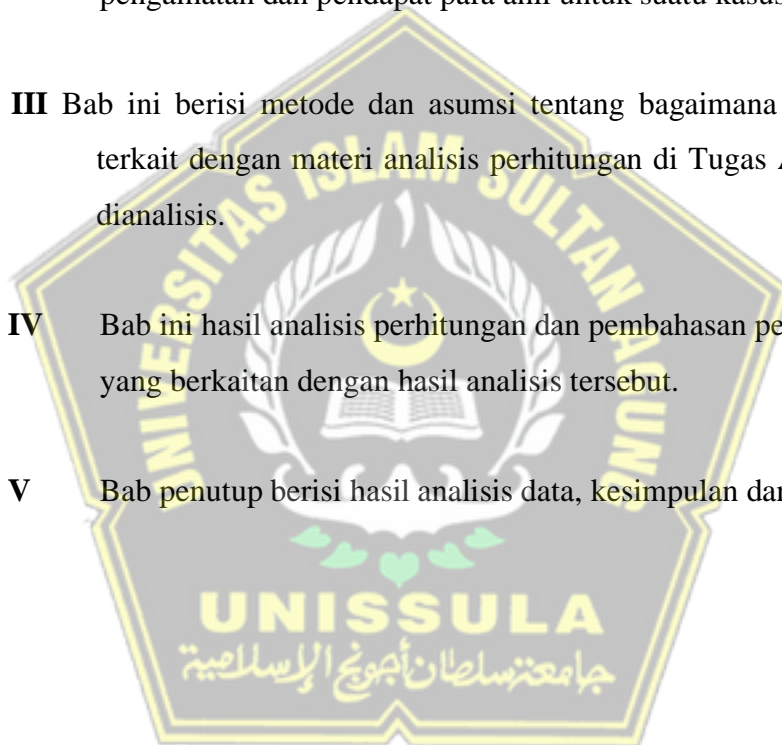 pengamatan dan pendapat para ahli untuk suatu kasus
III Bab ini berisi metode dan asumsi tentang bagaimana
terkait dengan materi analisis perhitungan di Tugas A
dianalisis.
IV Bab ini hasil analisis perhitungan dan pembahasan pe
yang berkaitan dengan hasil analisis tersebut.
V Bab penutup berisi hasil analisis data, kesimpulan dan
UNIVERSITAS ISLAM SULTAN AGUNG
UNISSULA
جامعتسلطان أجونج الإسلامية